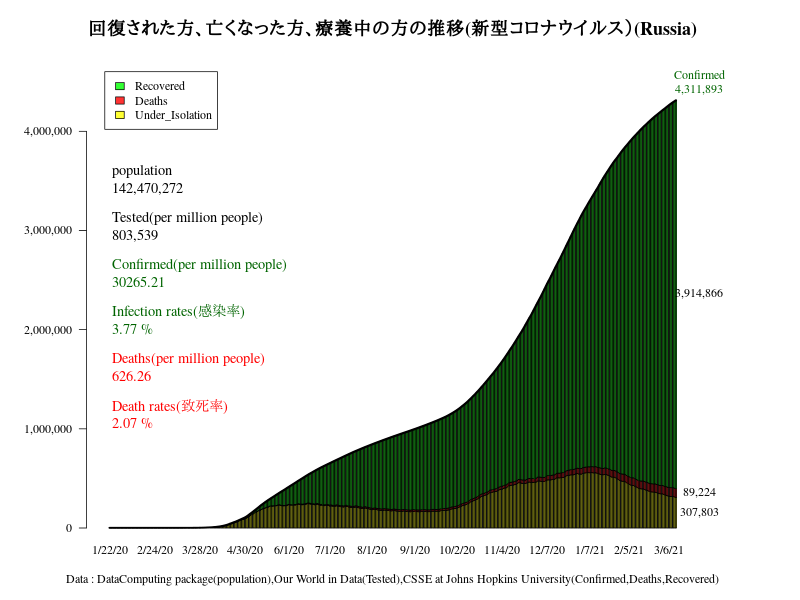 回復された方、亡くなった方、療養中の方の推移(新型コロナウイルス)(Russia)
Recovered
Deaths
Under_Isolation
Confirmed
4,311,893
4,000,000
3,000,000
2,000,000
1,000,000
0
population
142,470,272
Tested(per million people)
803,539
Confirmed(per million people)
30265.21
Infection rates(感染率)
3.77 %
Deaths(per million people)
626.26
Death rates(致死率)
2.07 %
3,914,866
89,224
307,803
1/22/20 2/24/20 3/28/20 4/30/20 6/1/20 7/1/20 8/1/20 9/1/20 10/2/20 11/4/20 12/7/20 1/7/21 2/5/21 3/6/21
Data : DataComputing package(population),Our World in Data(Tested),CSSE at Johns Hopkins University(Confirmed,Deaths,Recovered)